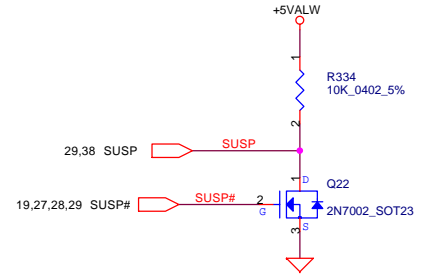 +5VALW
1
R334
10K_0402_5%
2
29,38 SUSP
SUSP
1
D
Q22
19,27,28,29 SUSP#
SUSP#
2
G
2N7002_SOT23
3
S